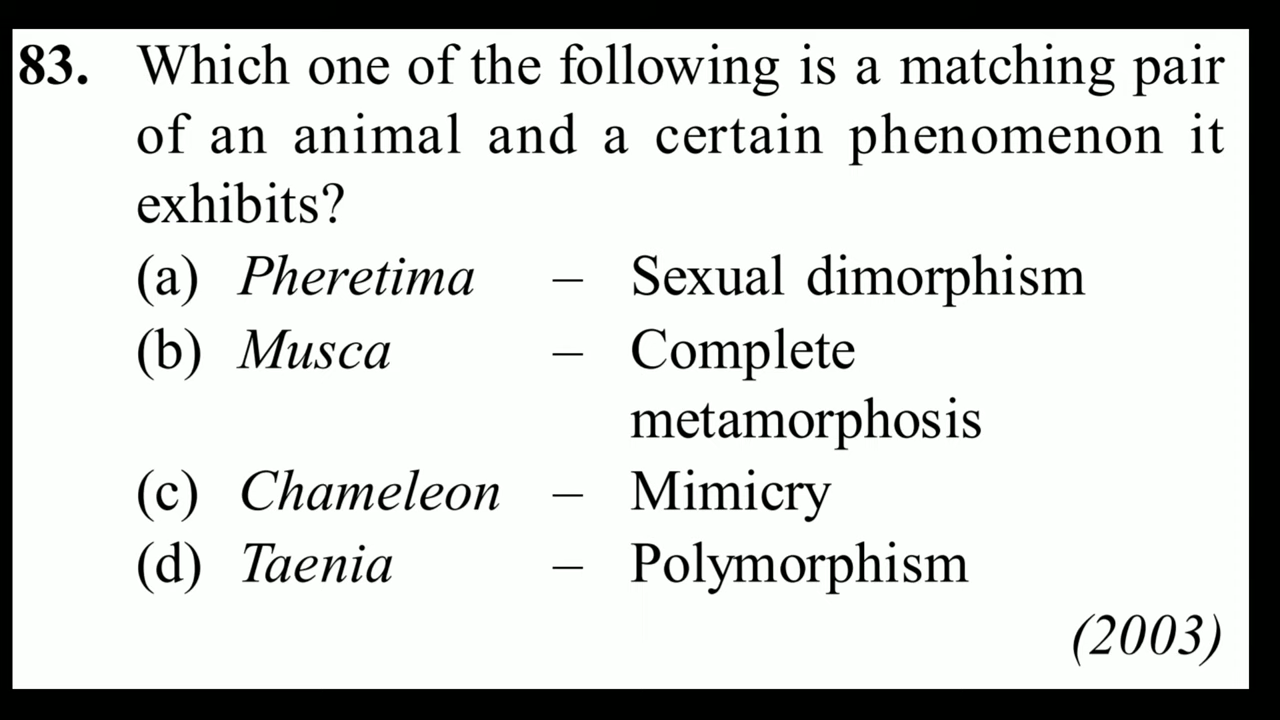 83. Which one of the following is a matching pair
of an animal and a certain phenomenon it
exhibits?
(a) Pheretima – Sexual dimorphism
(b) Musca – Complete
metamorphosis
(c) Chameleon – Mimicry
(d) Taenia – Polymorphism
(2003)